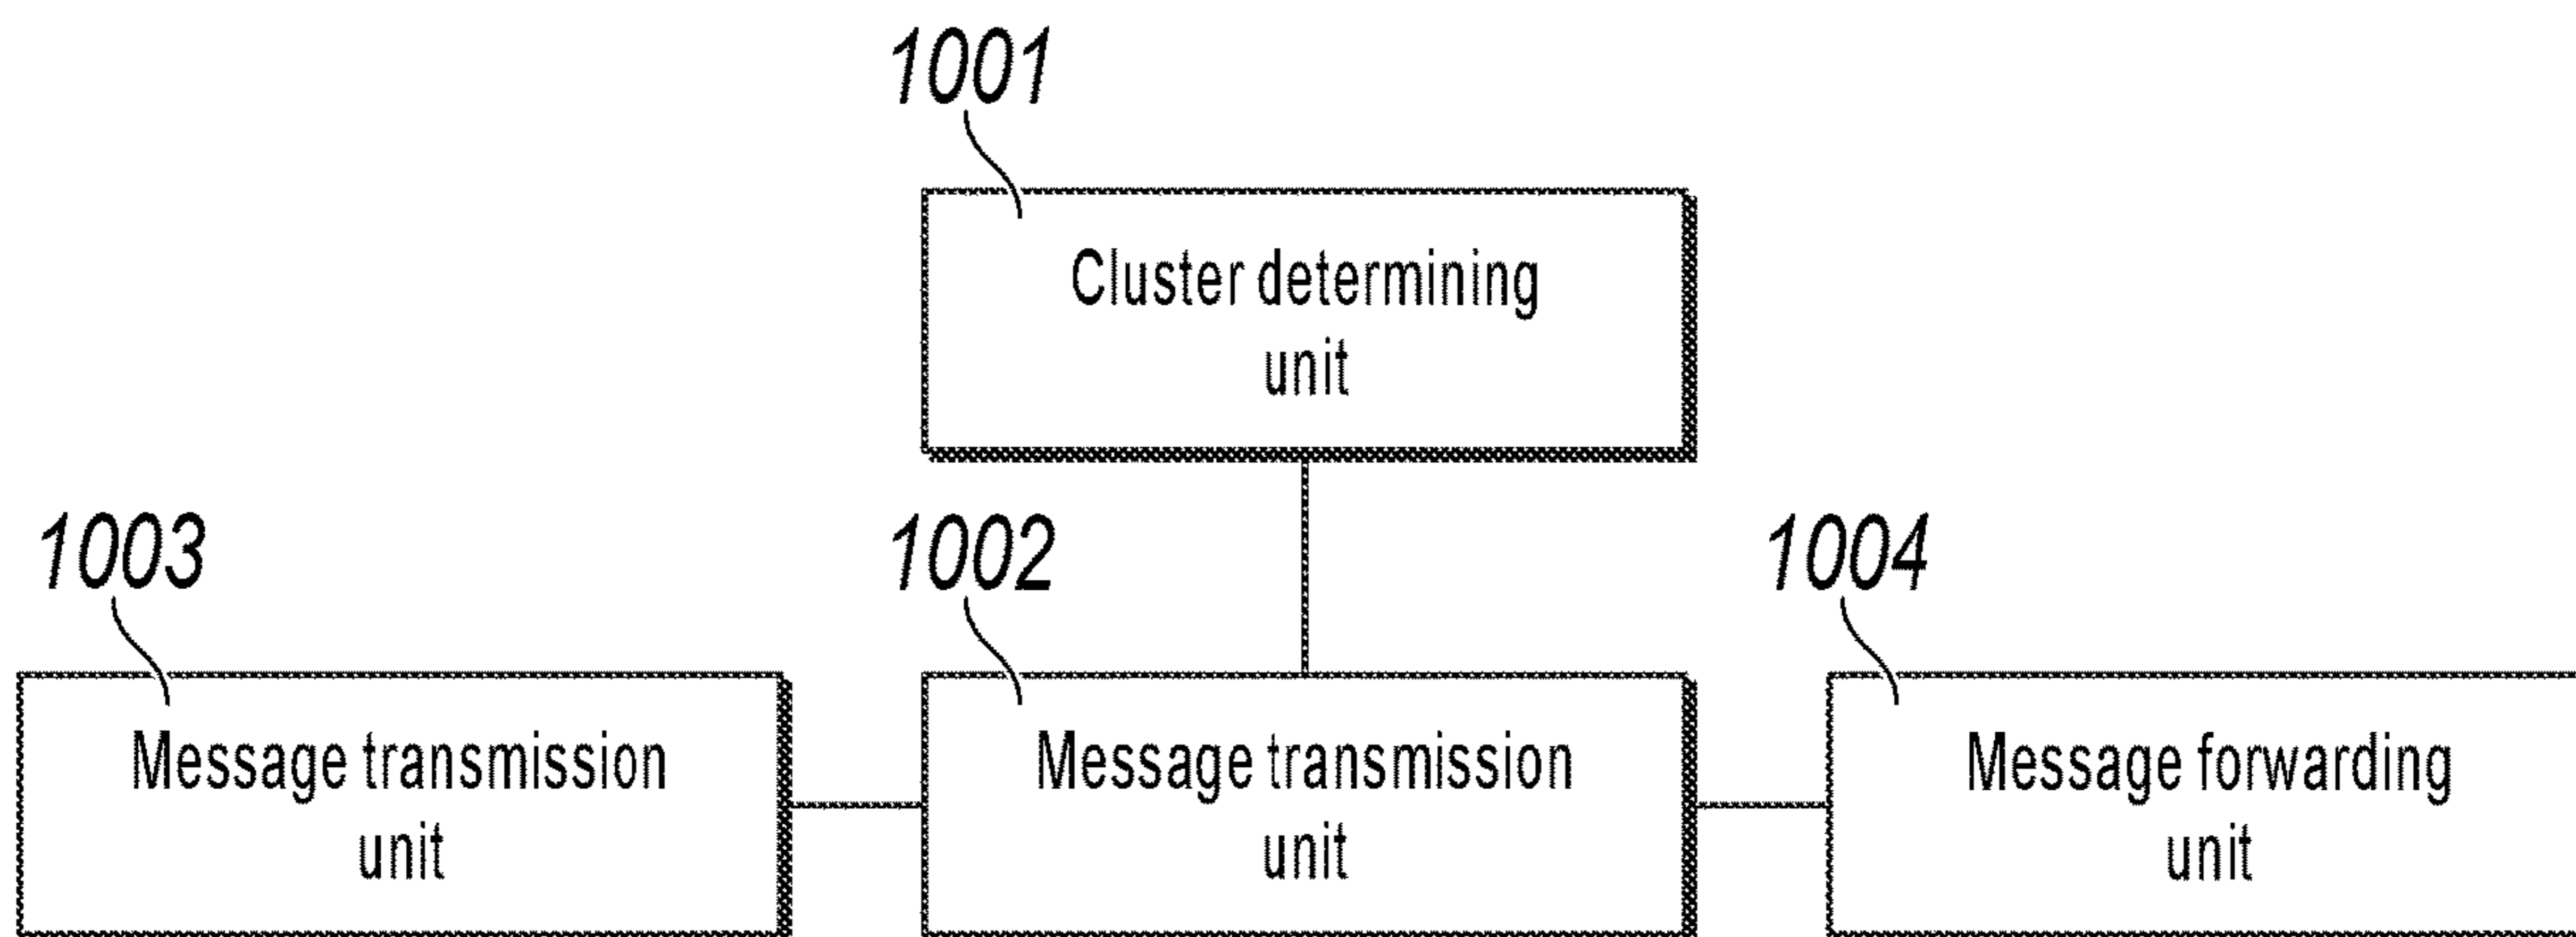 1001
Cluster determining
unit
1003
1002
1004
Message transmission
unit
Message transmission
unit
Message forwarding
unit